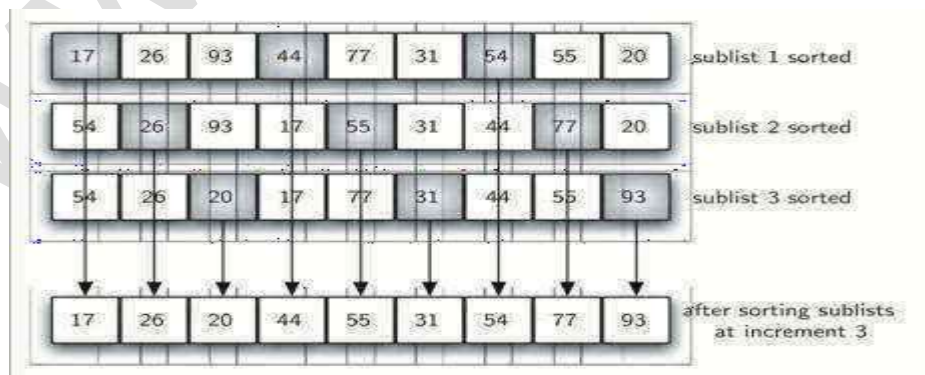 17 26 93 44 77 31 54 55 20 sublist 1 sorted
54 26 93 17 55 31 44 77 20 sublist 2 sorted
54 26 20 17 77 31 44 55 93 sublist 3 sorted
17 26 20 44 55 31 54 77 93 after sorting sublists
at increment 3